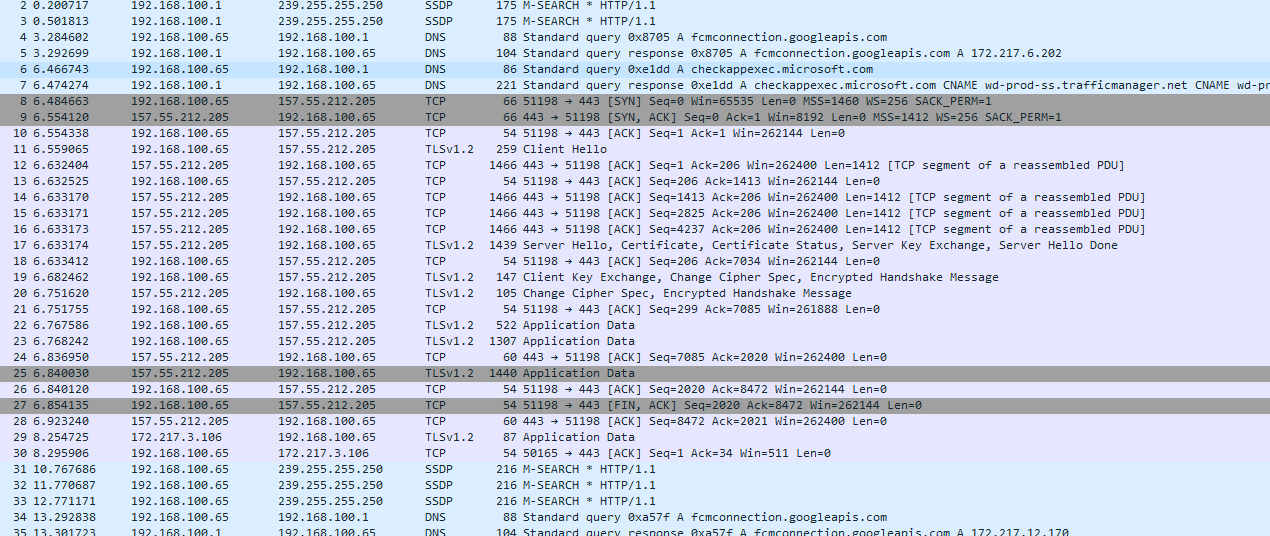 2 0.200717 192.168.100.1 239.255.255.250 SSDP 175 M-SEARCH * HTTP/1.1
3 0.501813 192.168.100.1 239.255.255.250 SSDP 175 M-SEARCH * HTTP/1.1
4 3.284602 192.168.100.65 192.168.100.1 DNS 88 Standard query 0x8705 A fcmconnection.googleapis.com
5 3.292699 192.168.100.1 192.168.100.65 DNS 104 Standard query response 0x8705 A fcmconnection.googleapis.com A 172.217.6.202
6 6.466743 192.168.100.65 192.168.100.1 DNS 86 Standard query 0xe1dd A checkappexec.microsoft.com
7 6.474274 192.168.100.1 192.168.100.65 DNS 221 Standard query response 0xe1dd A checkappexec.microsoft.com CNAME wd-prod-ss.trafficmanager.net CNAME wd-pr
8 6.484663 192.168.100.65 157.55.212.205 TCP 66 51198 → 443 [SYN] Seq=0 Win=65535 Len=0 MSS=1460 WS=256 SACK_PERM=1
9 6.554120 157.55.212.205 192.168.100.65 TCP 66 443 → 51198 [SYN, ACK] Seq=0 Ack=1 Win=8192 Len=0 MSS=1412 WS=256 SACK_PERM=1
10 6.554338 192.168.100.65 157.55.212.205 TCP 54 51198 → 443 [ACK] Seq=1 Ack=1 Win=262144 Len=0
11 6.559065 192.168.100.65 157.55.212.205 TLSv1.2 259 Client Hello
12 6.632404 157.55.212.205 192.168.100.65 TCP 1466 443 → 51198 [ACK] Seq=1 Ack=206 Win=262400 Len=1412 [TCP segment of a reassembled PDU]
13 6.632525 192.168.100.65 157.55.212.205 TCP 54 51198 → 443 [ACK] Seq=206 Ack=1413 Win=262144 Len=0
14 6.633170 157.55.212.205 192.168.100.65 TCP 1466 443 → 51198 [ACK] Seq=1413 Ack=206 Win=262400 Len=1412 [TCP segment of a reassembled PDU]
15 6.633171 157.55.212.205 192.168.100.65 TCP 1466 443 → 51198 [ACK] Seq=2825 Ack=206 Win=262400 Len=1412 [TCP segment of a reassembled PDU]
16 6.633173 157.55.212.205 192.168.100.65 TCP 1466 443 → 51198 [ACK] Seq=4237 Ack=206 Win=262400 Len=1412 [TCP segment of a reassembled PDU]
17 6.633174 157.55.212.205 192.168.100.65 TLSv1.2 1439 Server Hello, Certificate, Certificate Status, Server Key Exchange, Server Hello Done
18 6.633412 192.168.100.65 157.55.212.205 TCP 54 51198 → 443 [ACK] Seq=206 Ack=7034 Win=262144 Len=0
19 6.682462 192.168.100.65 157.55.212.205 TLSv1.2 147 Client Key Exchange, Change Cipher Spec, Encrypted Handshake Message
20 6.751620 157.55.212.205 192.168.100.65 TLSv1.2 105 Change Cipher Spec, Encrypted Handshake Message
21 6.751755 192.168.100.65 157.55.212.205 TCP 54 51198 → 443 [ACK] Seq=299 Ack=7085 Win=261888 Len=0
22 6.767586 192.168.100.65 157.55.212.205 TLSv1.2 522 Application Data
23 6.768242 192.168.100.65 157.55.212.205 TLSv1.2 1307 Application Data
24 6.836950 157.55.212.205 192.168.100.65 TCP 60 443 → 51198 [ACK] Seq=7085 Ack=2020 Win=262400 Len=0
25 6.840030 157.55.212.205 192.168.100.65 TLSv1.2 1440 Application Data
26 6.840120 192.168.100.65 157.55.212.205 TCP 54 51198 → 443 [ACK] Seq=2020 Ack=8472 Win=262144 Len=0
27 6.854135 192.168.100.65 157.55.212.205 TCP 54 51198 → 443 [FIN, ACK] Seq=2020 Ack=8472 Win=262144 Len=0
28 6.923240 157.55.212.205 192.168.100.65 TCP 60 443 → 51198 [ACK] Seq=8472 Ack=2021 Win=262400 Len=0
29 8.254725 172.217.3.106 192.168.100.65 TLSv1.2 87 Application Data
30 8.295906 192.168.100.65 172.217.3.106 TCP 54 50165 → 443 [ACK] Seq=1 Ack=34 Win=511 Len=0
31 10.767686 192.168.100.65 239.255.255.250 SSDP 216 M-SEARCH * HTTP/1.1
32 11.770687 192.168.100.65 239.255.255.250 SSDP 216 M-SEARCH * HTTP/1.1
33 12.771171 192.168.100.65 239.255.255.250 SSDP 216 M-SEARCH * HTTP/1.1
34 13.292838 192.168.100.65 192.168.100.1 DNS 88 Standard query 0xa57f A fcmconnection.googleapis.com
35 13.301723 192.168.100.1 192.168.100.65 DNS 104 Standard query response 0xa57f A fcmconnection.googleapis.com A 172.217.12.170